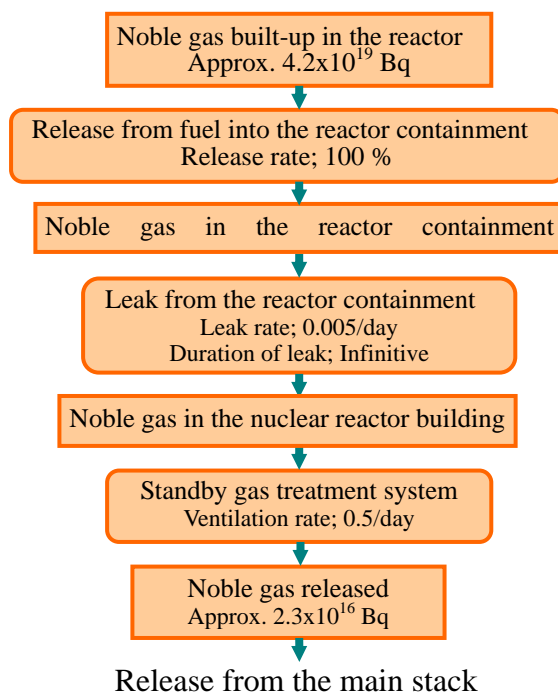 Noble gas built-up in the reactor
Approx. 4.2x10¹⁹ Bq
Release from fuel into the reactor containment
Release rate; 100 %
Noble gas in the reactor containment
Leak from the reactor containment
Leak rate; 0.005/day
Duration of leak; Infinitive
Noble gas in the nuclear reactor building
Standby gas treatment system
Ventilation rate; 0.5/day
Noble gas released
Approx. 2.3x10¹⁶ Bq
Release from the main stack